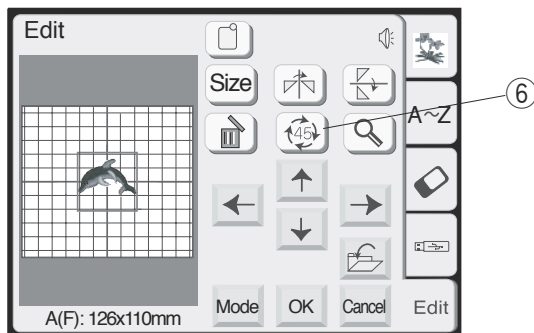 Edit
Size
45
⑥
A~Z
A(F): 126x110mm
Mode
OK
Cancel
Edit